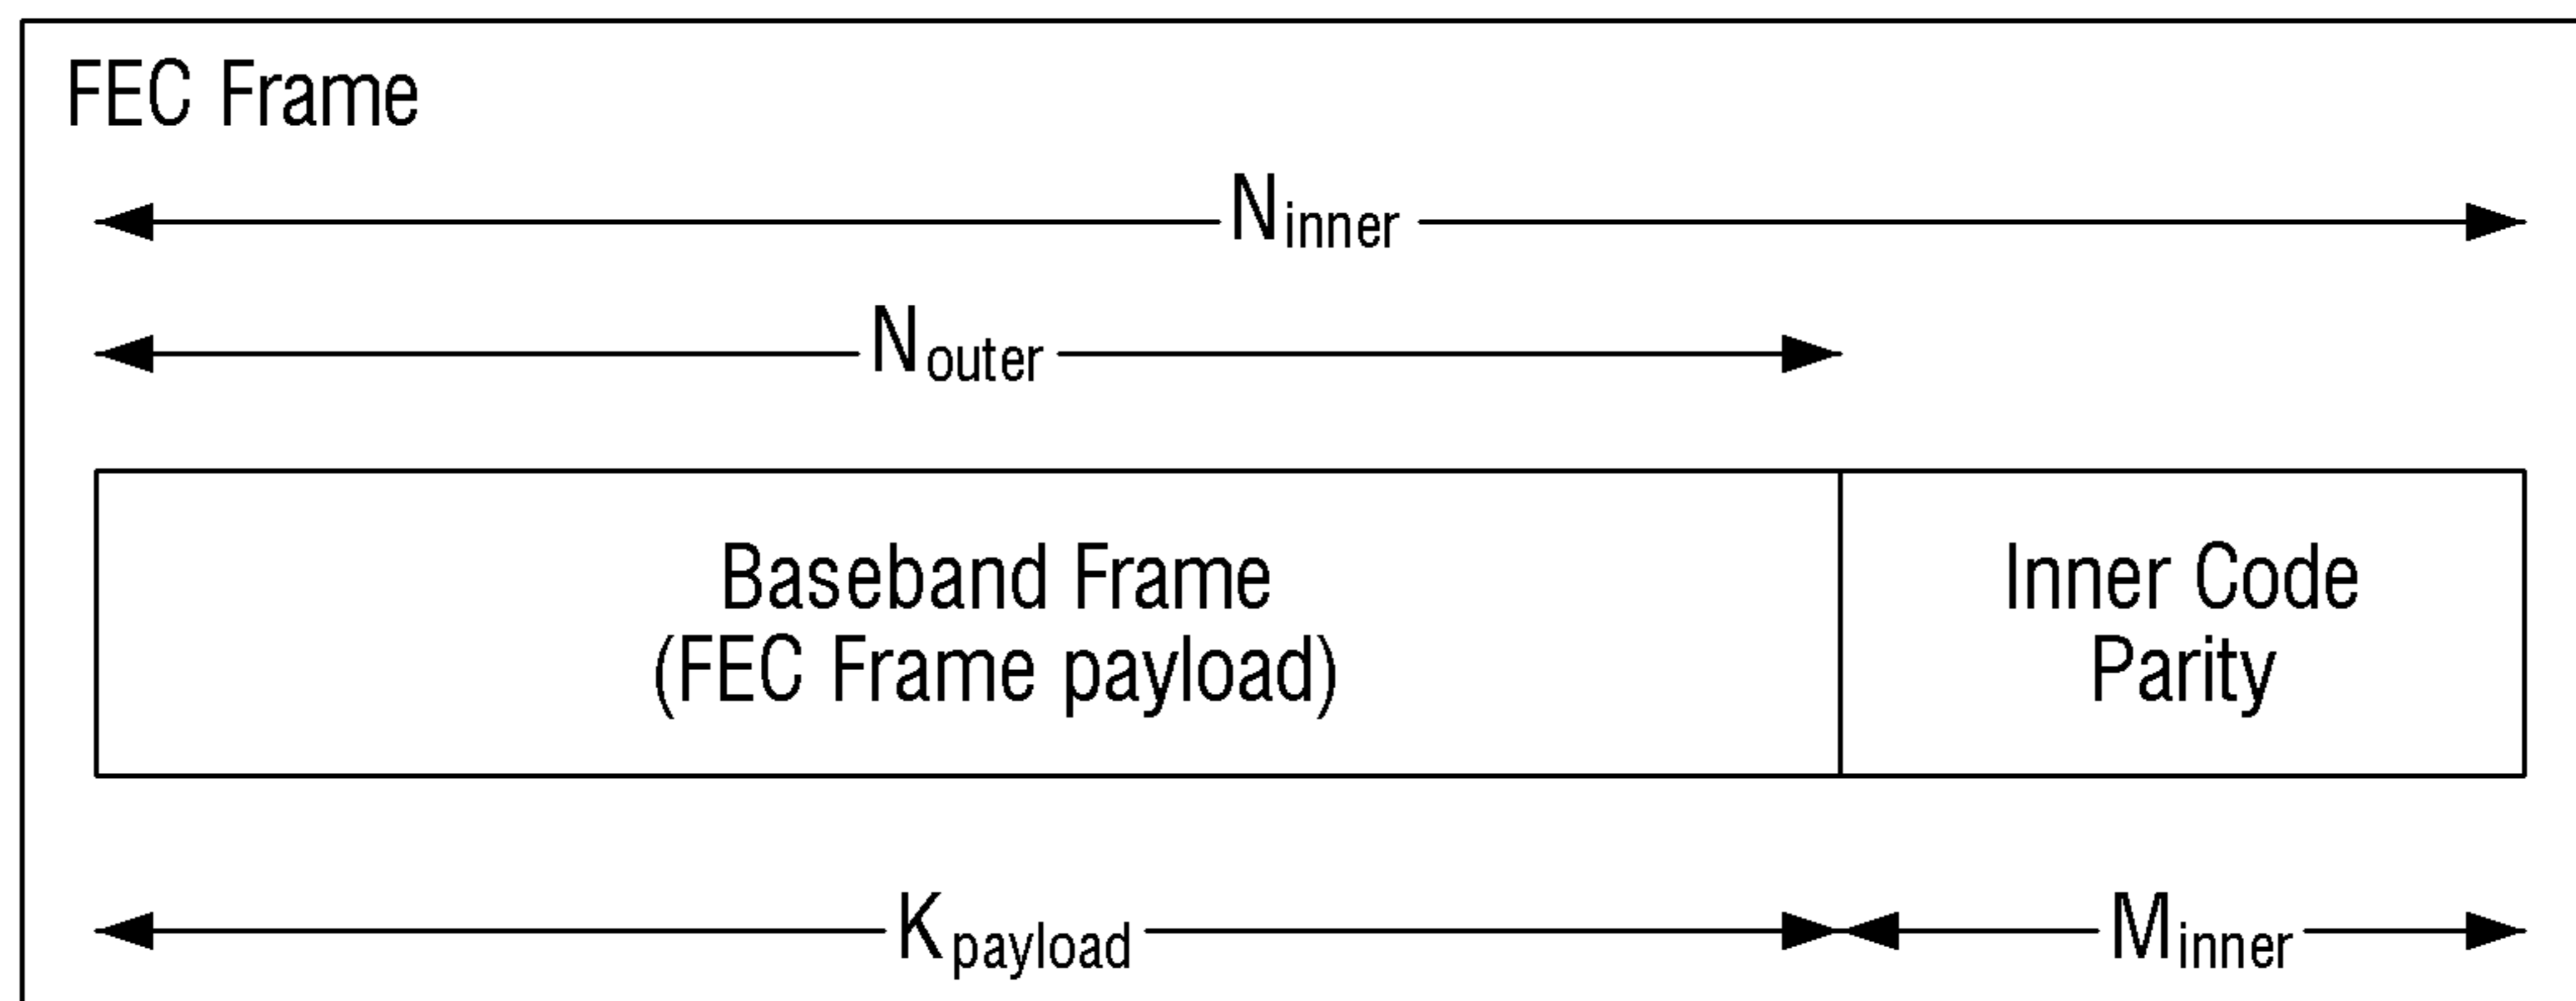 FEC Frame
Ninner
Nouter
Baseband Frame
(FEC Frame payload)
Inner Code
Parity
Kpayload
Minner